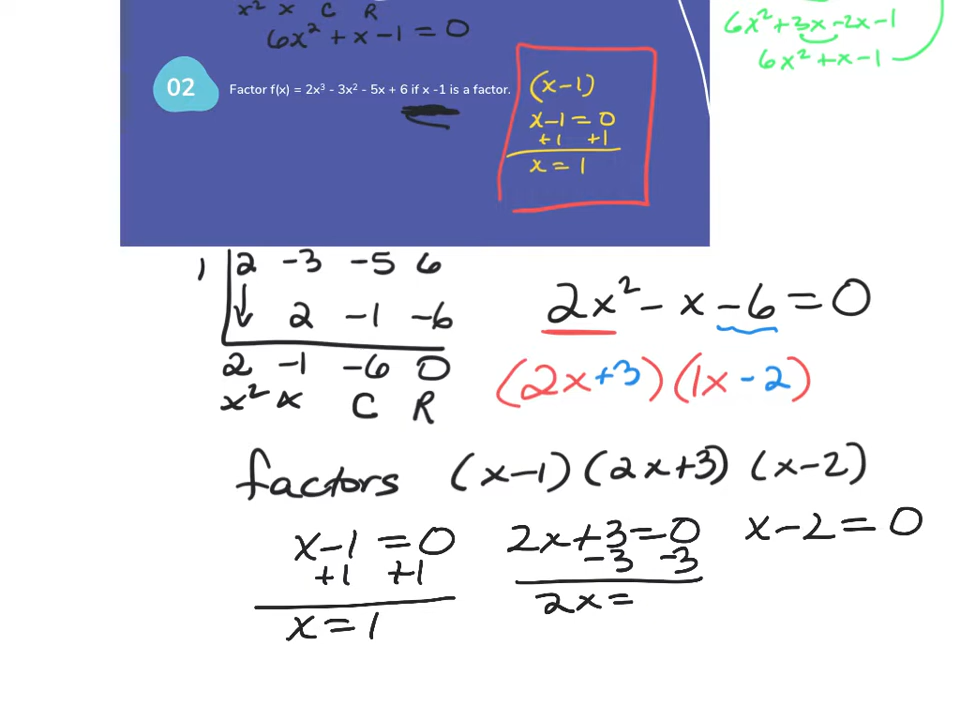 x² x C R
6x² + x - 1 = 0
6x² + 3x - 2x - 1
6x² + x - 1
02 Factor f(x) = 2x³ - 3x² - 5x + 6 if x -1 is a factor.
(x-1)
x-1 = 0
+1 +1
x = 1
1 2 -3 -5 6
2 -1 -6
2 -1 -6 0
x² x C R
2x² - x - 6 = 0
(2x+3)(1x-2)
factors (x-1)(2x+3)(x-2)
x-1 = 0
+1 +1
x = 1
2x+3=0
-3 -3
2x =
x-2 = 0